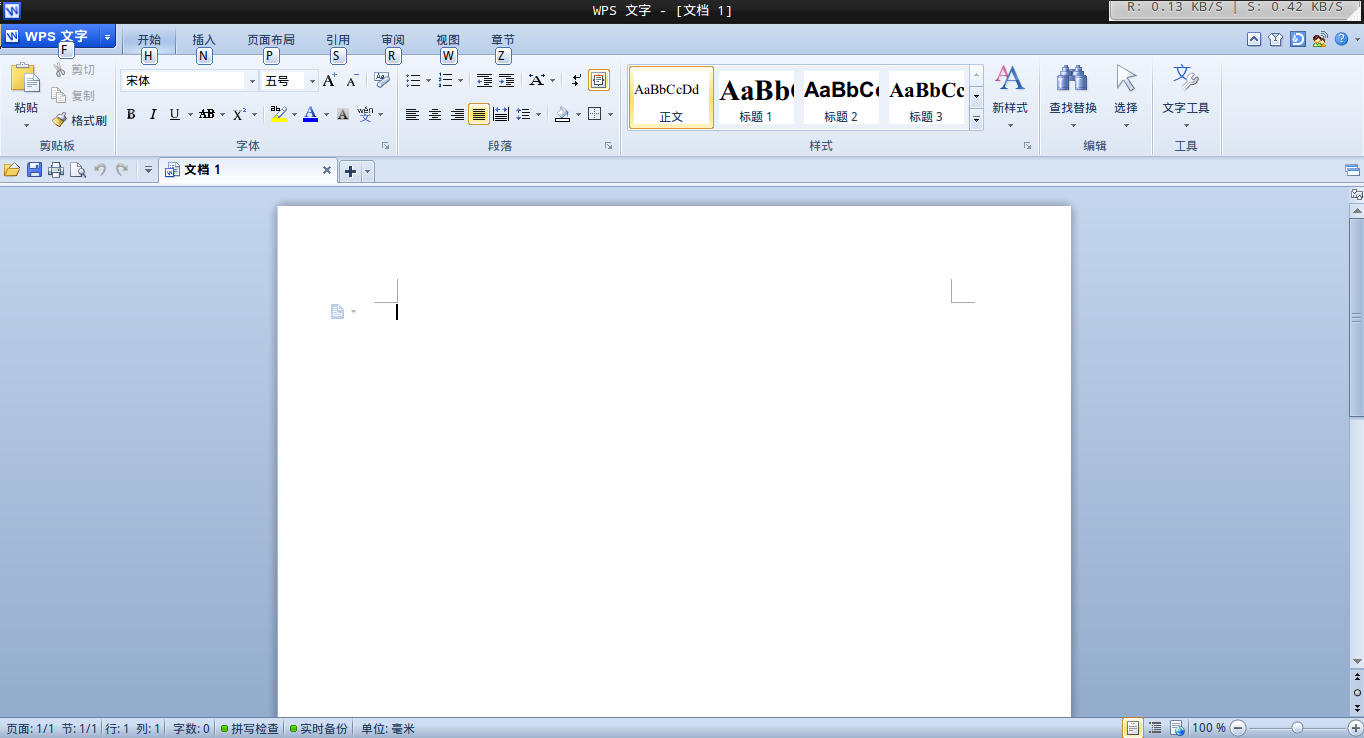 WPS 文字 - [文档 1]
R: 0.13 KB/S | S: 0.42 KB/S
WPS 文字
开始 插入 页面布局 引用 审阅 视图 章节
F H N P S R W Z
粘贴 剪切 复制 格式刷
宋体 五号
AaBbCcDd AaBb AaBbC AaBbCc
正文 标题 1 标题 2 标题 3
新样式 查找替换 选择 文字工具
剪贴板 字体 段落 样式 编辑 工具
文档 1
页面: 1/1 节: 1/1 行: 1 列: 1 字数: 0 拼写检查 实时备份 单位: 毫米 100 %